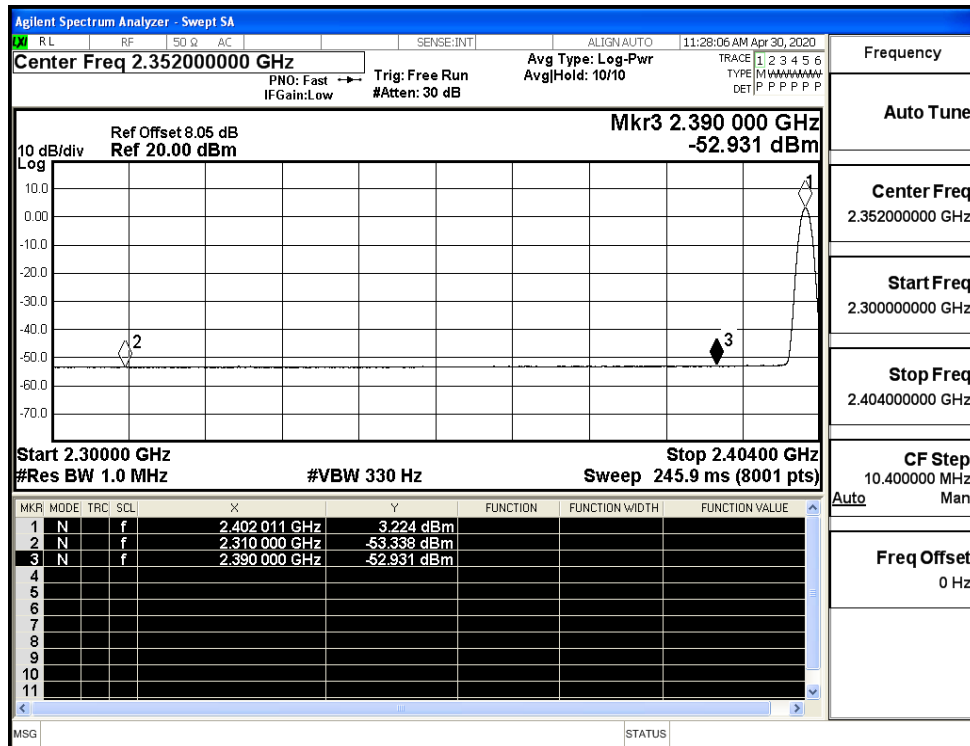 Agilent Spectrum Analyzer - Swept SA
LXI RL RF 50 Ω AC SENSE:INT ALIGN AUTO 11:28:06 AM Apr 30, 2020
Center Freq 2.352000000 GHz
PNO: Fast
IFGain:Low
Trig: Free Run
#Atten: 30 dB
Avg Type: Log-Pwr
Avg|Hold: 10/10
TRACE 1 2 3 4 5 6
TYPE M W W W W W
DET P P P P P P
Ref Offset 8.05 dB
10 dB/div Ref 20.00 dBm
Log
Mkr3 2.390 000 GHz
-52.931 dBm
10.0
0.00
-10.0
-20.0
-30.0
-40.0
-50.0
-60.0
-70.0
1
2
3
Start 2.30000 GHz Stop 2.40400 GHz
#Res BW 1.0 MHz #VBW 330 Hz Sweep 245.9 ms (8001 pts)
MKR MODE TRC SCL X Y FUNCTION FUNCTION WIDTH FUNCTION VALUE
1 N f 2.402 011 GHz 3.224 dBm
2 N f 2.310 000 GHz -53.338 dBm
3 N f 2.390 000 GHz -52.931 dBm
4
5
6
7
8
9
10
11
MSG STATUS
Frequency
Auto Tune
Center Freq
2.352000000 GHz
Start Freq
2.300000000 GHz
Stop Freq
2.404000000 GHz
CF Step
10.400000 MHz
Auto Man
Freq Offset
0 Hz